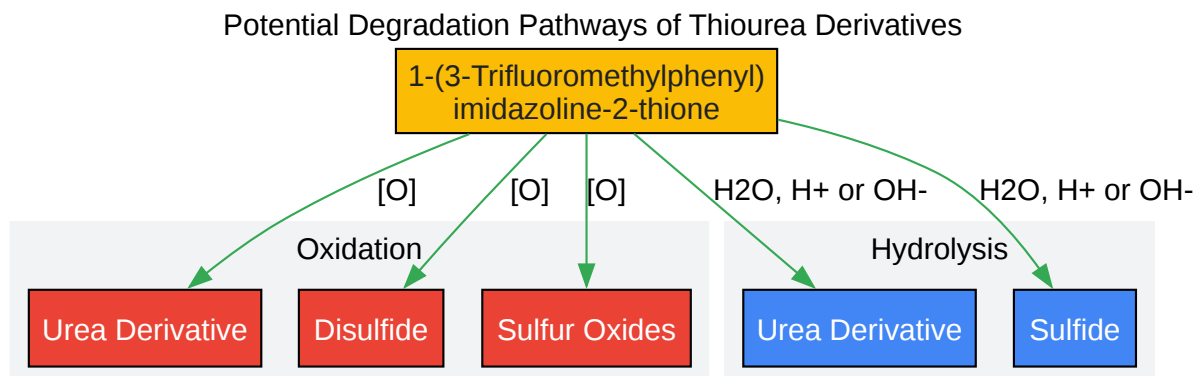 Potential Degradation Pathways of Thiourea Derivatives
1-(3-Trifluoromethylphenyl)
imidazoline-2-thione
[O]
[O]
[O]
H2O, H+ or OH-
H2O, H+ or OH-
Oxidation
Hydrolysis
Urea Derivative
Disulfide
Sulfur Oxides
Urea Derivative
Sulfide